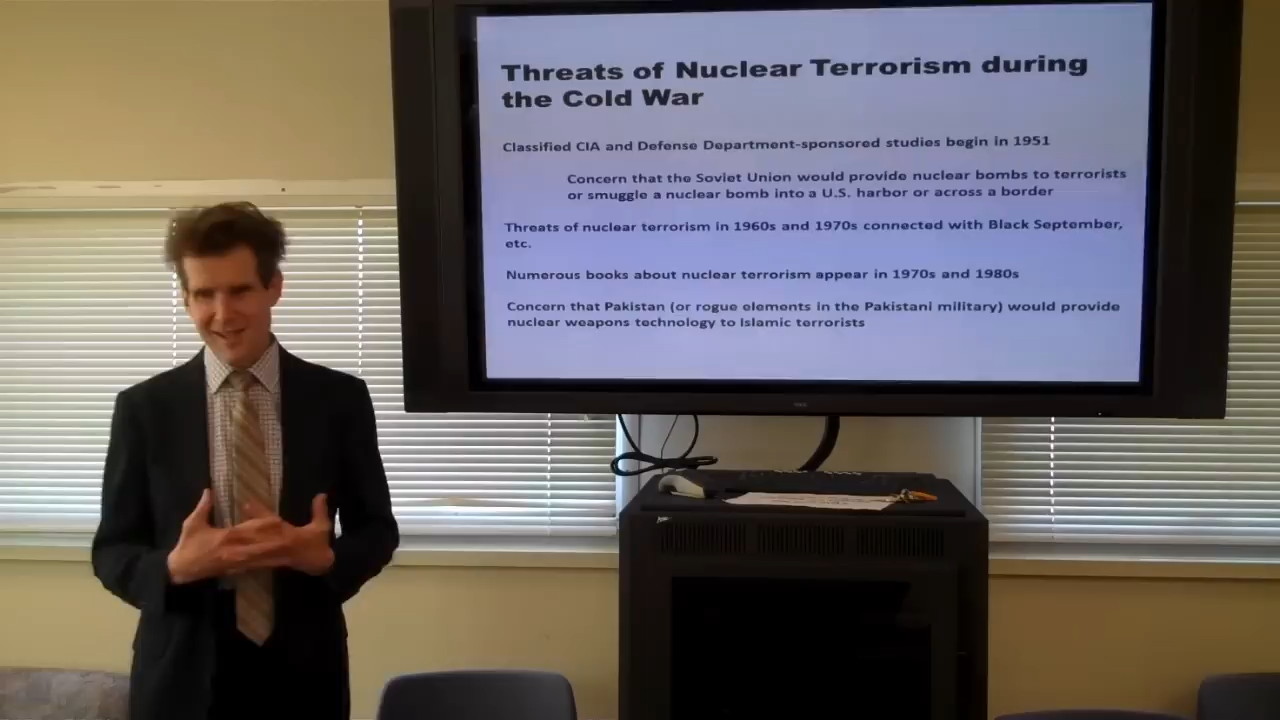 Threats of Nuclear Terrorism during
the Cold War
Classified CIA and Defense Department-sponsored studies begin in 1951
Concern that the Soviet Union would provide nuclear bombs to terrorists
or smuggle a nuclear bomb into a U.S. harbor or across a border
Threats of nuclear terrorism in 1960s and 1970s connected with Black September,
etc.
Numerous books about nuclear terrorism appear in 1970s and 1980s
Concern that Pakistan (or rogue elements in the Pakistani military) would provide
nuclear weapons technology to Islamic terrorists